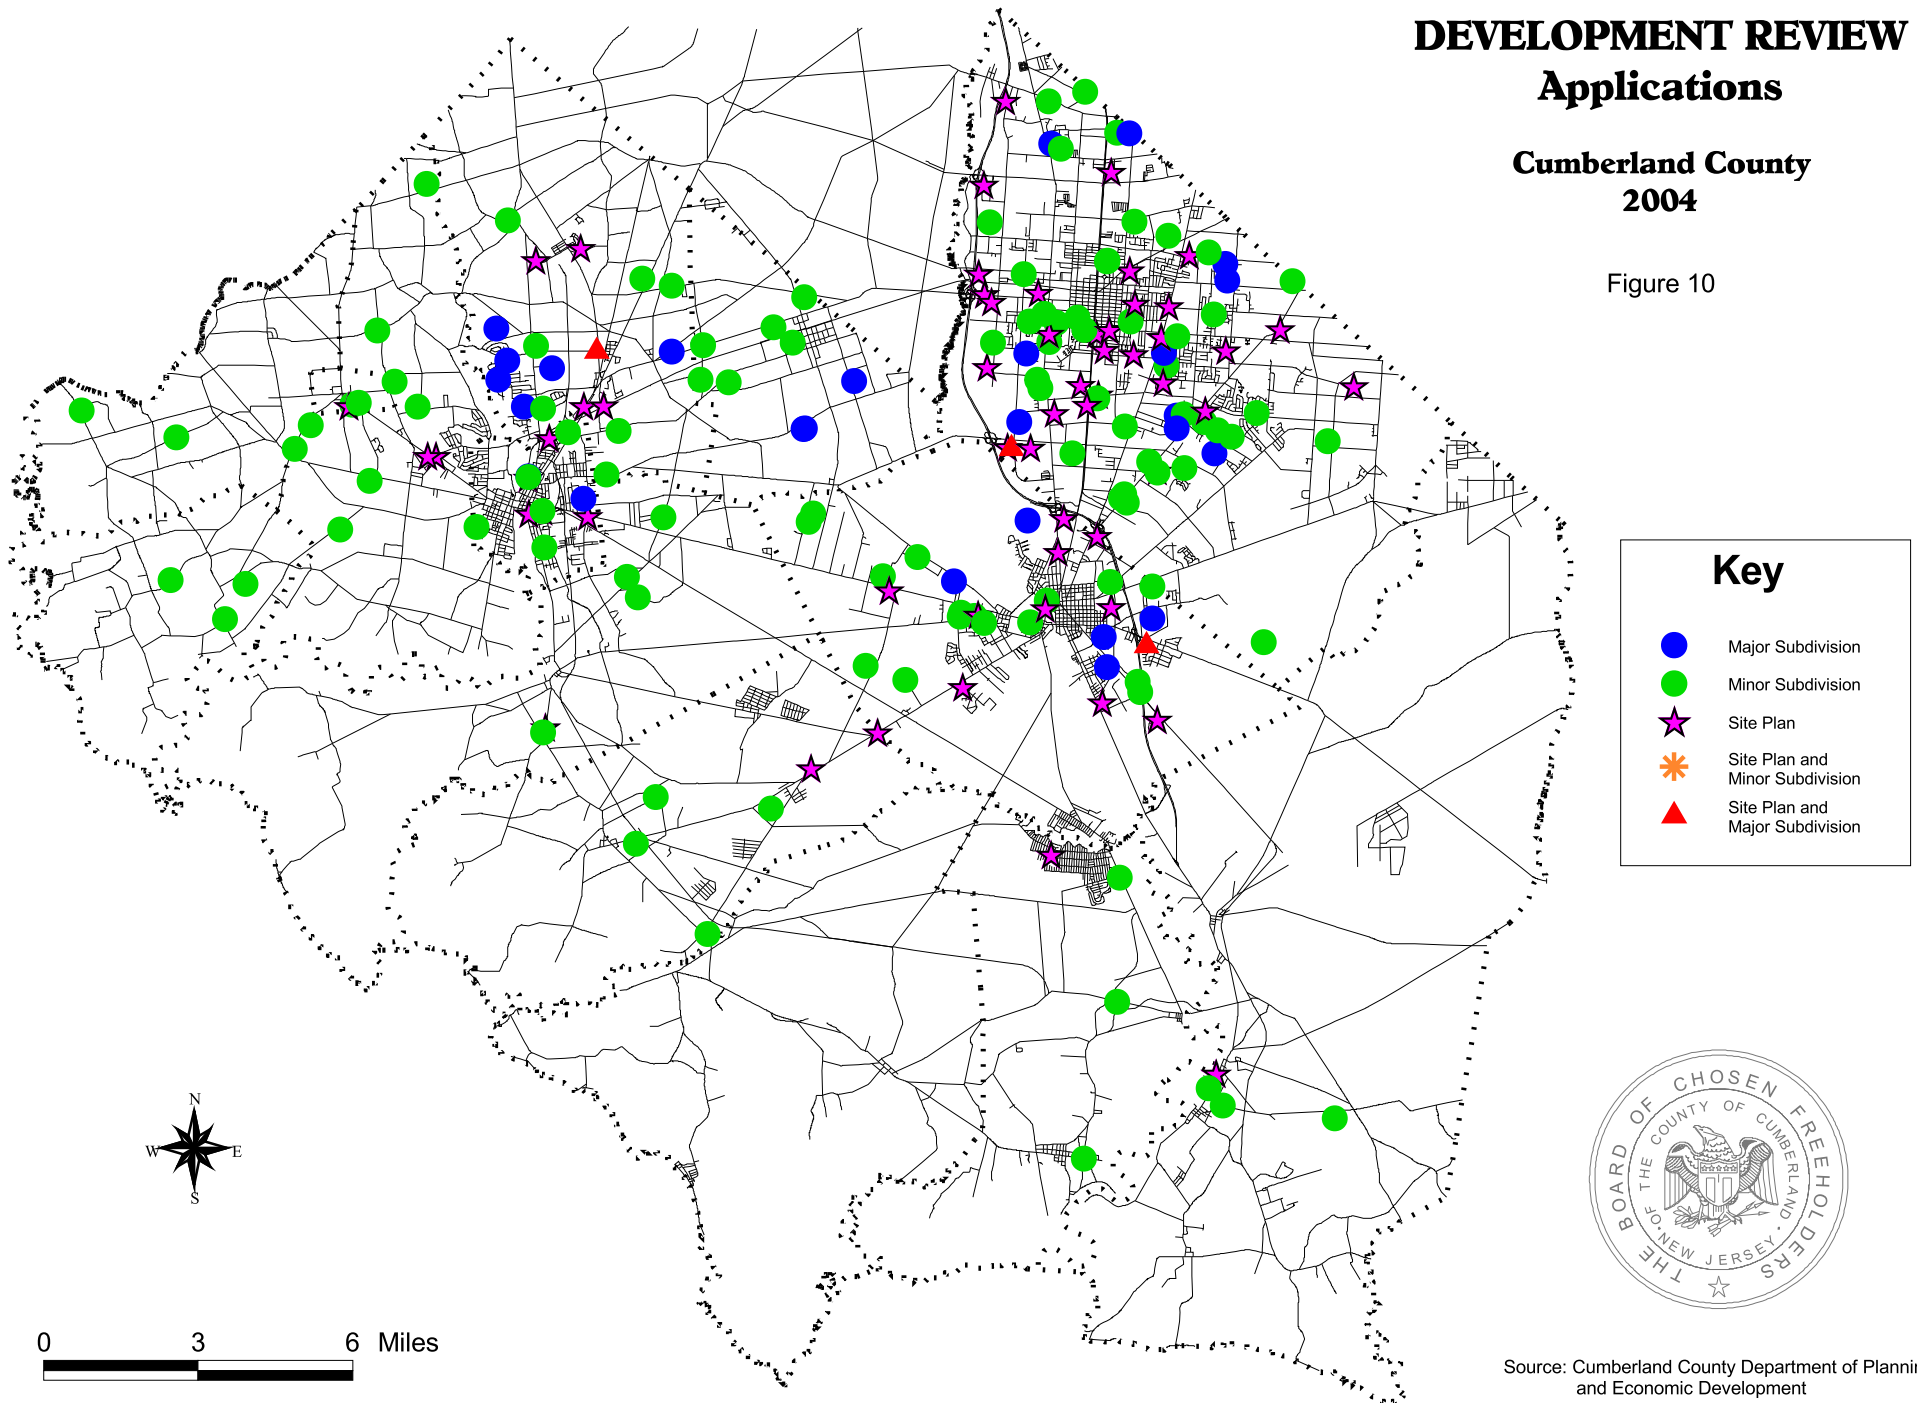 DEVELOPMENT REVIEW
Applications
Cumberland County
2004
Figure 10
Key
Major Subdivision
Minor Subdivision
Site Plan
Site Plan and
Minor Subdivision
Site Plan and
Major Subdivision
N
W E
S
0 3 6 Miles
THE BOARD OF CHOSEN FREEHOLDERS
OF THE COUNTY OF CUMBERLAND
NEW JERSEY
Source: Cumberland County Department of Planni
and Economic Development